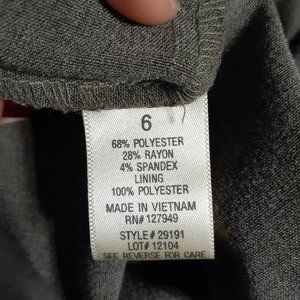 6
68% POLYESTER
28% RAYON
4% SPANDEX
LINING
100% POLYESTER
MADE IN VIETNAM
RN# 127949
STYLE # 29191
LOT# 12104
SEE REVERSE FOR CARE